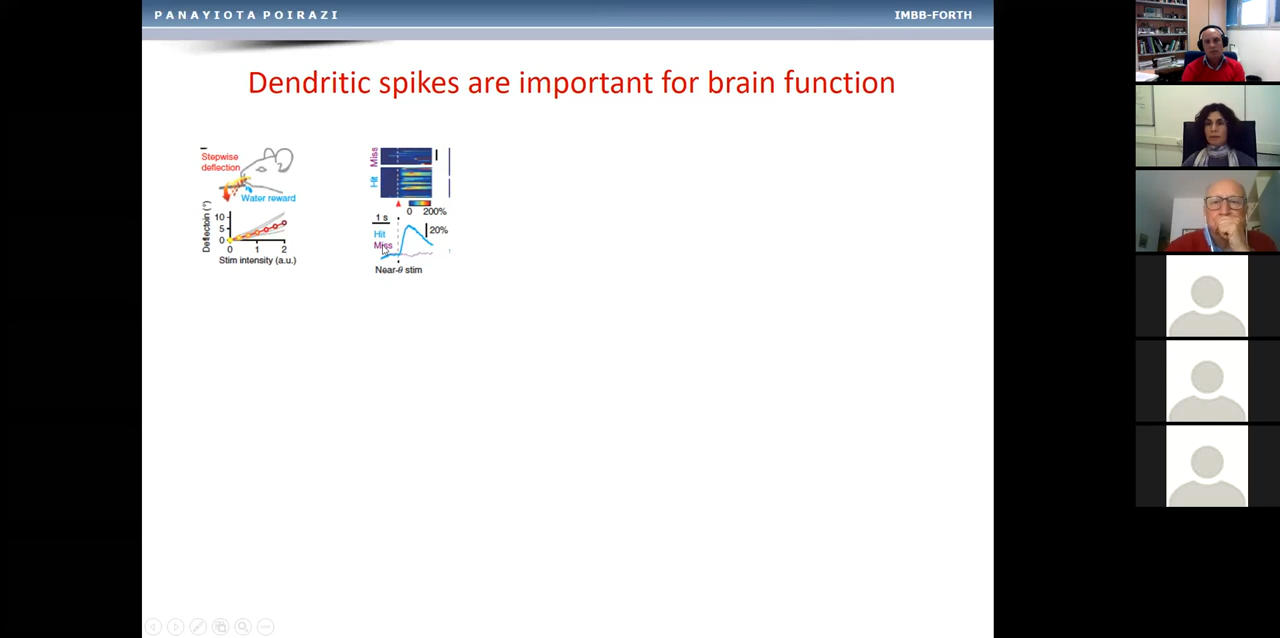 PANAYIOTA POIRAZI
IMBB-FORTH
Dendritic spikes are important for brain function
Stepwise
deflection
Water reward
Deflectoin (°)
10
5
0
0 1 2
Stim intensity (a.u.)
Miss
Hit
0 200%
1 s
20%
Hit
Miss
Near-θ stim